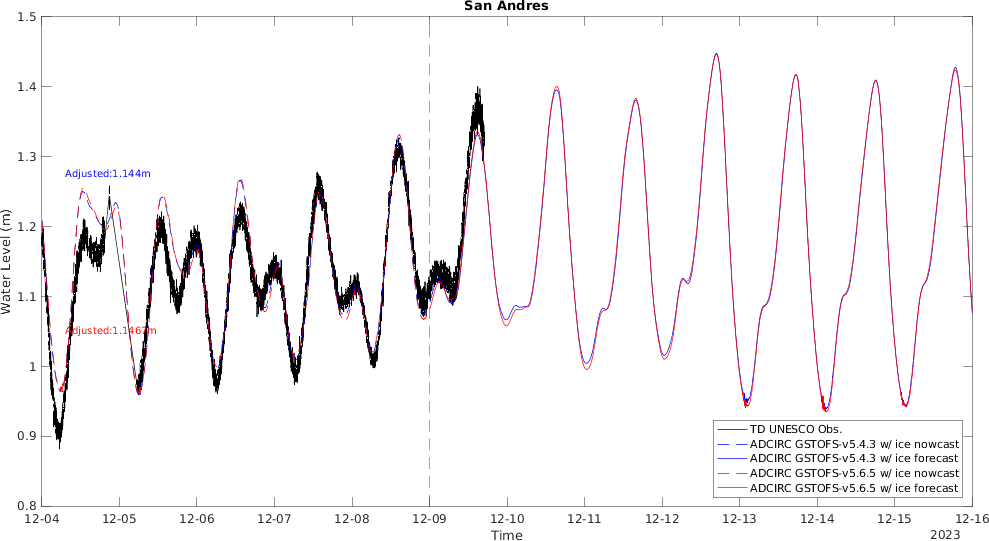 San Andres
1.5
1.4
1.3
1.2
1.1
1
0.9
0.8
Water Level (m)
Adjusted:1.144m
Adjusted:1.1467m
TD UNESCO Obs.
ADCIRC GSTOFS-v5.4.3 w/ ice nowcast
ADCIRC GSTOFS-v5.4.3 w/ ice forecast
ADCIRC GSTOFS-v5.6.5 w/ ice nowcast
ADCIRC GSTOFS-v5.6.5 w/ ice forecast
12-04 12-05 12-06 12-07 12-08 12-09 12-10 12-11 12-12 12-13 12-14 12-15 12-16
Time
2023